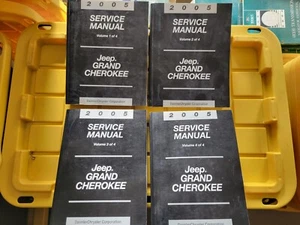 2005
SERVICE
MANUAL
Volume 1 of 4
Jeep.
GRAND
CHEROKEE
DaimlerChrysler Corporation
2005
SERVICE
MANUAL
Volume 2 of 4
Jeep.
GRAND
CHEROKEE
DaimlerChrysler Corporation
2005
SERVICE
MANUAL
Volume 3 of 4
Jeep.
GRAND
CHEROKEE
DaimlerChrysler Corporation
2005
SERVICE
MANUAL
Volume 4 of 4
Jeep.
GRAND
CHEROKEE
DaimlerChrysler Corporation